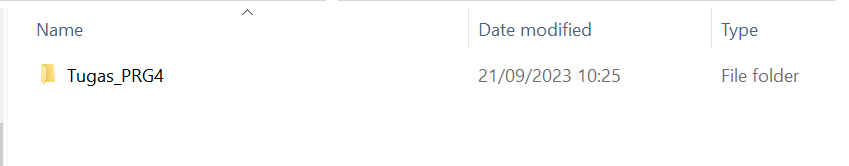 Name Date modified Type
Tugas_PRG4 21/09/2023 10:25 File folder